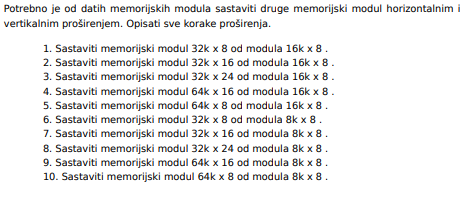 Potrebno je od datih memorijskih modula sastaviti druge memorijski modul horizontalnim i
vertikalnim proširenjem. Opisati sve korake proširenja.
1. Sastaviti memorijski modul 32k x 8 od modula 16k x 8 .
2. Sastaviti memorijski modul 32k x 16 od modula 16k x 8 .
3. Sastaviti memorijski modul 32k x 24 od modula 16k x 8 .
4. Sastaviti memorijski modul 64k x 16 od modula 16k x 8 .
5. Sastaviti memorijski modul 64k x 8 od modula 16k x 8 .
6. Sastaviti memorijski modul 32k x 8 od modula 8k x 8 .
7. Sastaviti memorijski modul 32k x 16 od modula 8k x 8 .
8. Sastaviti memorijski modul 32k x 24 od modula 8k x 8 .
9. Sastaviti memorijski modul 64k x 16 od modula 8k x 8 .
10. Sastaviti memorijski modul 64k x 8 od modula 8k x 8 .